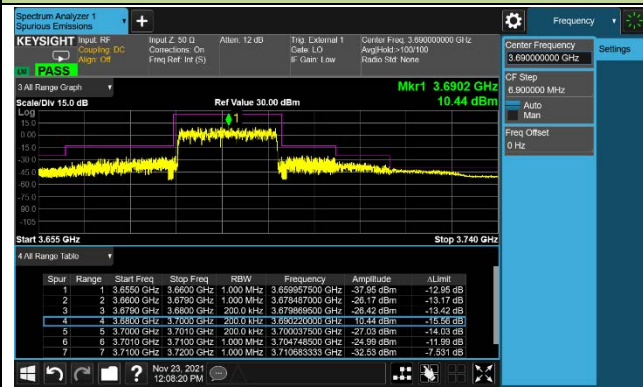 Spectrum Analyzer 1
Spurious Emissions
Frequency
KEYSIGHT Input: RF
Coupling: DC
Align: Off
Input Z: 50 Ω
Corrections: On
Freq Ref: Int (S)
Atten: 12 dB
Trig: External 1
Gate: LO
IF Gain: Low
Center Freq: 3.690000000 GHz
Avg|Hold:>100/100
Radio Std: None
PASS
Center Frequency
3.690000000 GHz
Settings
CF Step
6.900000 MHz
Auto
Man
Freq Offset
0 Hz
3 All Range Graph
Mkr1 3.6902 GHz
Scale/Div 15.0 dB
Ref Value 30.00 dBm
10.44 dBm
Log
15.0
0.00
-15.0
-30.0
-45.0
-60.0
-75.0
-90.0
-105
1
Start 3.655 GHz
Stop 3.740 GHz
4 All Range Table
Spur Range Start Freq Stop Freq RBW Frequency Amplitude ΔLimit
1 1 3.6550 GHz 3.6600 GHz 1.000 MHz 3.659957500 GHz -37.95 dBm -12.95 dB
2 2 3.6600 GHz 3.6790 GHz 1.000 MHz 3.678487000 GHz -26.17 dBm -13.17 dB
3 3 3.6790 GHz 3.6800 GHz 200.0 kHz 3.679869500 GHz -26.42 dBm -13.42 dB
4 4 3.6800 GHz 3.7000 GHz 200.0 kHz 3.690220000 GHz 10.44 dBm -15.56 dB
5 5 3.7000 GHz 3.7010 GHz 200.0 kHz 3.700037500 GHz -27.03 dBm -14.03 dB
6 6 3.7010 GHz 3.7100 GHz 1.000 MHz 3.704748500 GHz -24.99 dBm -11.99 dB
7 7 3.7100 GHz 3.7200 GHz 1.000 MHz 3.710683333 GHz -32.53 dBm -7.531 dB
Nov 23, 2021
12:08:20 PM